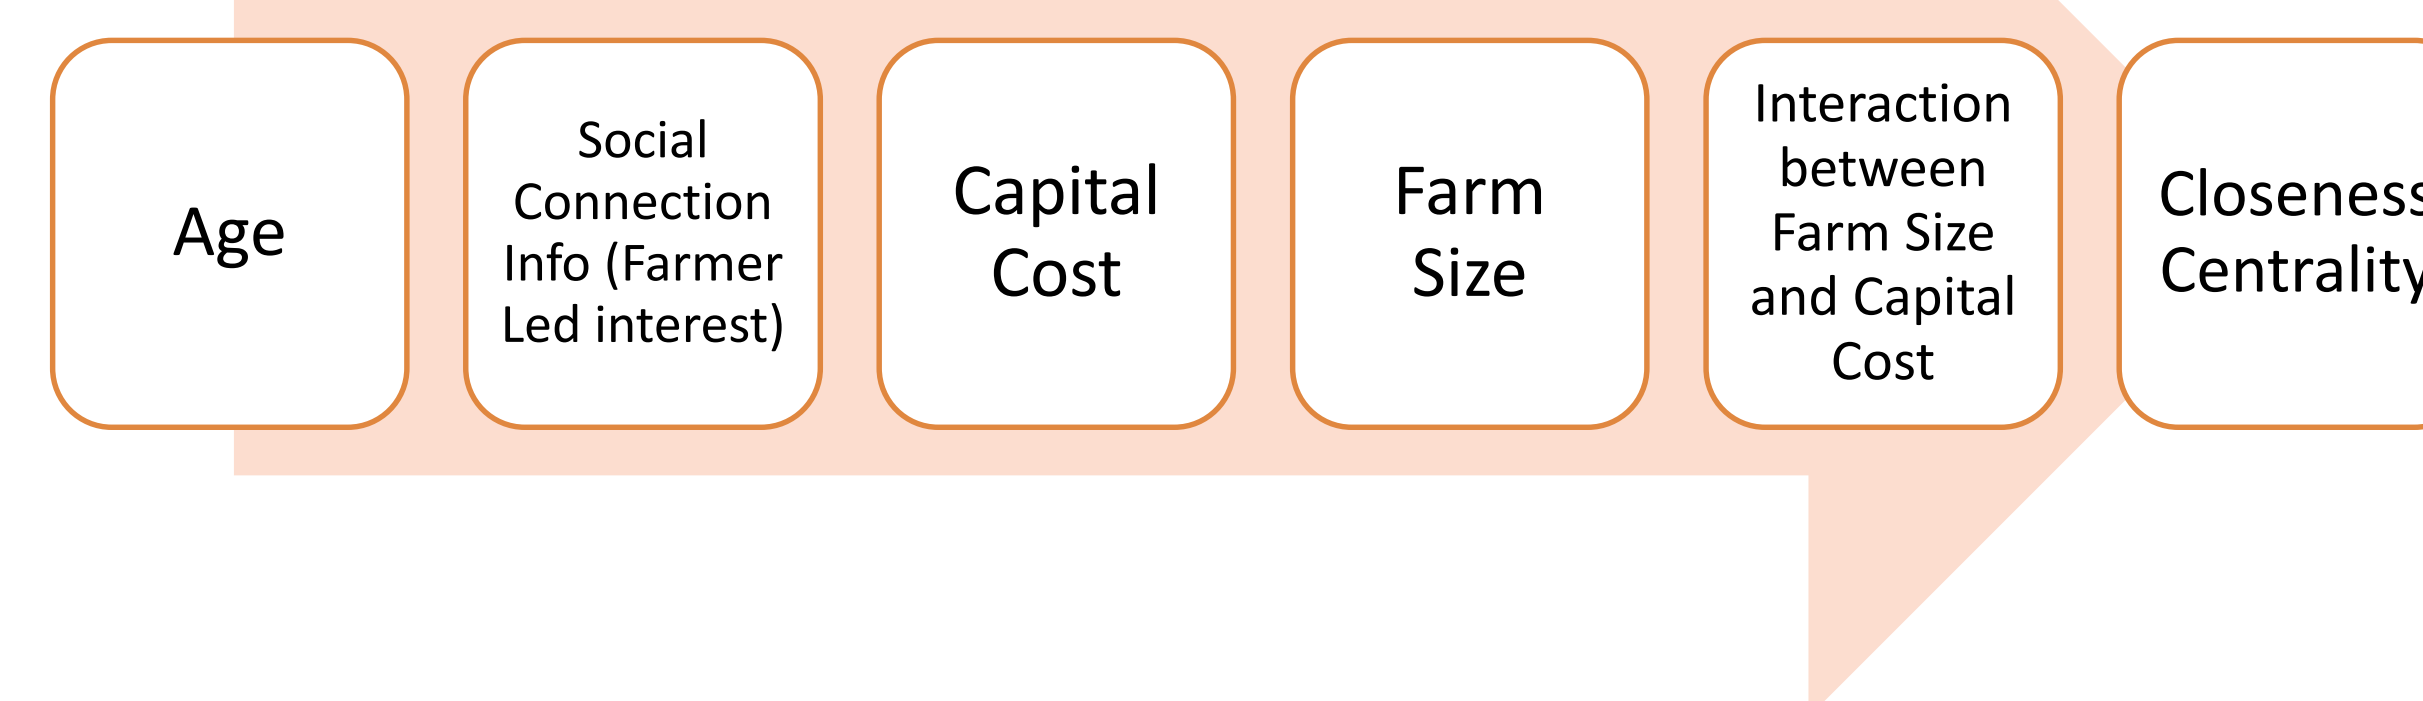 Age
Social
Connection
Info (Farmer
Led interest)
Capital
Cost
Farm
Size
Interaction
between
Farm Size
and Capital
Cost
Closeness
Centrality